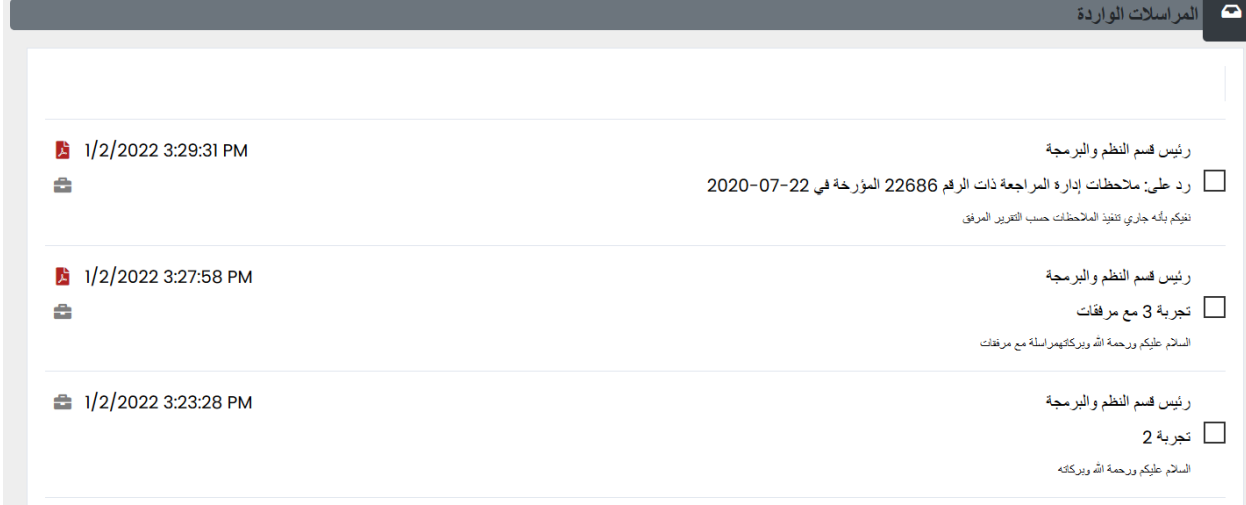 المراسلات الواردة
رئيس قسم النظم والبرمجة
1/2/2022 3:29:31 PM
رد على: ملاحظات إدارة المراجعة ذات الرقم 22686 المؤرخة في 22-07-2020
نفيكم بأنه جاري تنفيذ الملاحظات حسب التقرير المرفق
رئيس قسم النظم والبرمجة
1/2/2022 3:27:58 PM
تجربة 3 مع مرفقات
السلام عليكم ورحمة الله وبركاتهمراسلة مع مرفقات
رئيس قسم النظم والبرمجة
1/2/2022 3:23:28 PM
تجربة 2
السلام عليكم ورحمة الله وبركاته